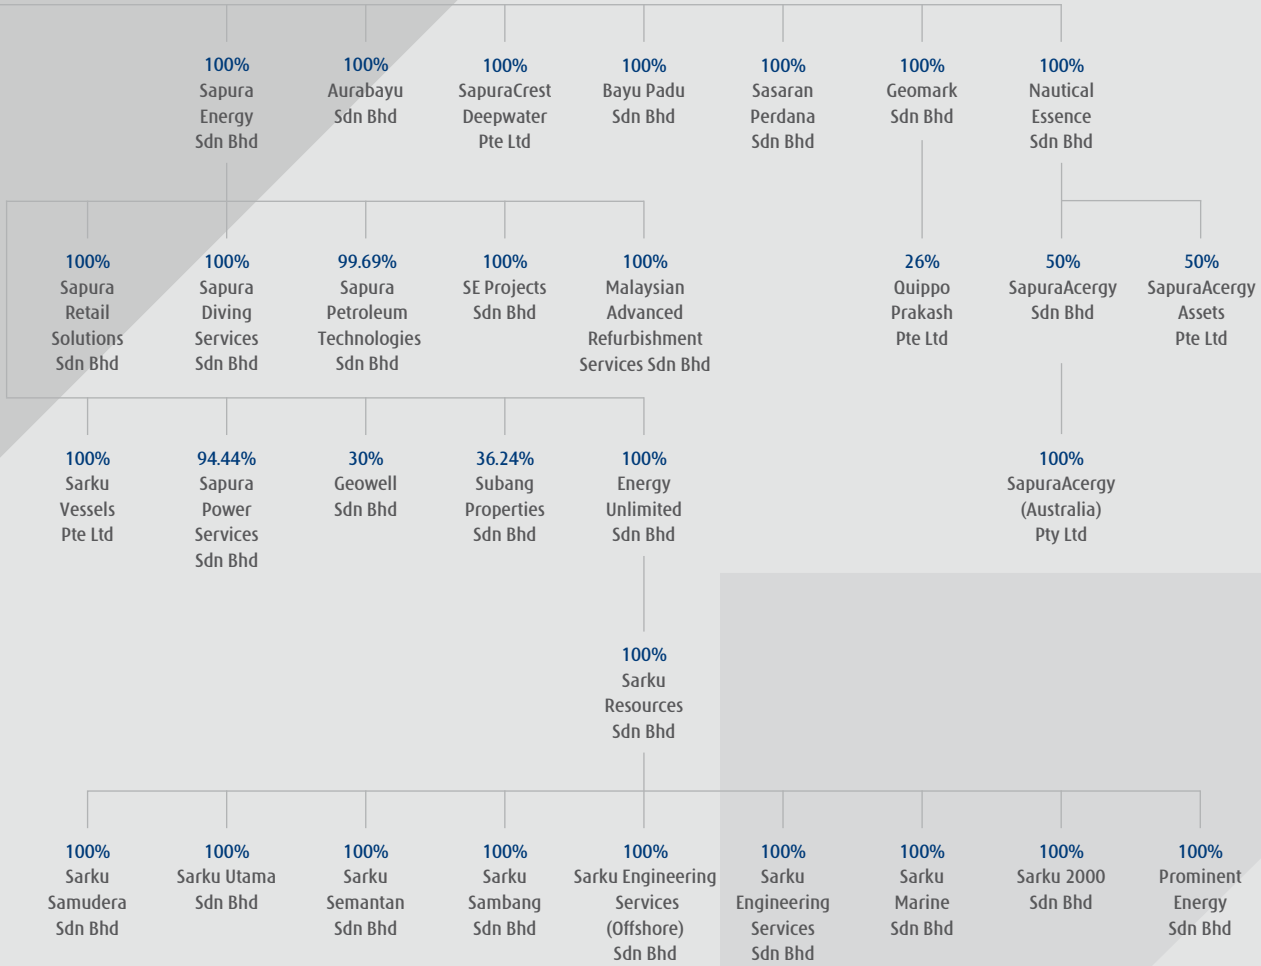 100%
Sapura
Energy
Sdn Bhd
100%
Aurabayu
Sdn Bhd
100%
SapuraCrest
Deepwater
Pte Ltd
100%
Bayu Padu
Sdn Bhd
100%
Sasaran
Perdana
Sdn Bhd
100%
Geomark
Sdn Bhd
100%
Nautical
Essence
Sdn Bhd
100%
Sapura
Retail
Solutions
Sdn Bhd
100%
Sapura
Diving
Services
Sdn Bhd
99.69%
Sapura
Petroleum
Technologies
Sdn Bhd
100%
SE Projects
Sdn Bhd
100%
Malaysian
Advanced
Refurbishment
Services Sdn Bhd
26%
Quippo
Prakash
Pte Ltd
50%
SapuraAcergy
Sdn Bhd
50%
SapuraAcergy
Assets
Pte Ltd
100%
Sarku
Vessels
Pte Ltd
94.44%
Sapura
Power
Services
Sdn Bhd
30%
Geowell
Sdn Bhd
36.24%
Subang
Properties
Sdn Bhd
100%
Energy
Unlimited
Sdn Bhd
100%
SapuraAcergy
(Australia)
Pty Ltd
100%
Sarku
Resources
Sdn Bhd
100%
Sarku
Samudera
Sdn Bhd
100%
Sarku Utama
Sdn Bhd
100%
Sarku
Semantan
Sdn Bhd
100%
Sarku
Sambang
Sdn Bhd
100%
Sarku Engineering
Services
(Offshore)
Sdn Bhd
100%
Sarku
Engineering
Services
Sdn Bhd
100%
Sarku
Marine
Sdn Bhd
100%
Sarku 2000
Sdn Bhd
100%
Prominent
Energy
Sdn Bhd